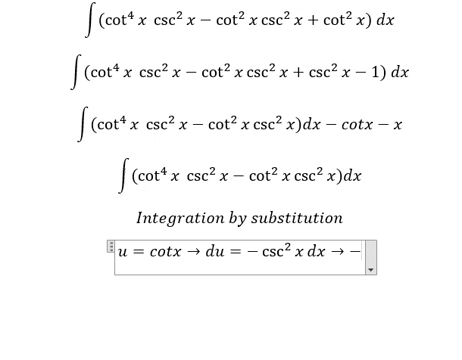 ∫(cot⁴ x csc² x − cot² x csc² x + cot² x) dx
∫(cot⁴ x csc² x − cot² x csc² x + csc² x − 1) dx
∫(cot⁴ x csc² x − cot² x csc² x)dx − cotx − x
∫(cot⁴ x csc² x − cot² x csc² x)dx
Integration by substitution
u = cotx → du = − csc² x dx → −